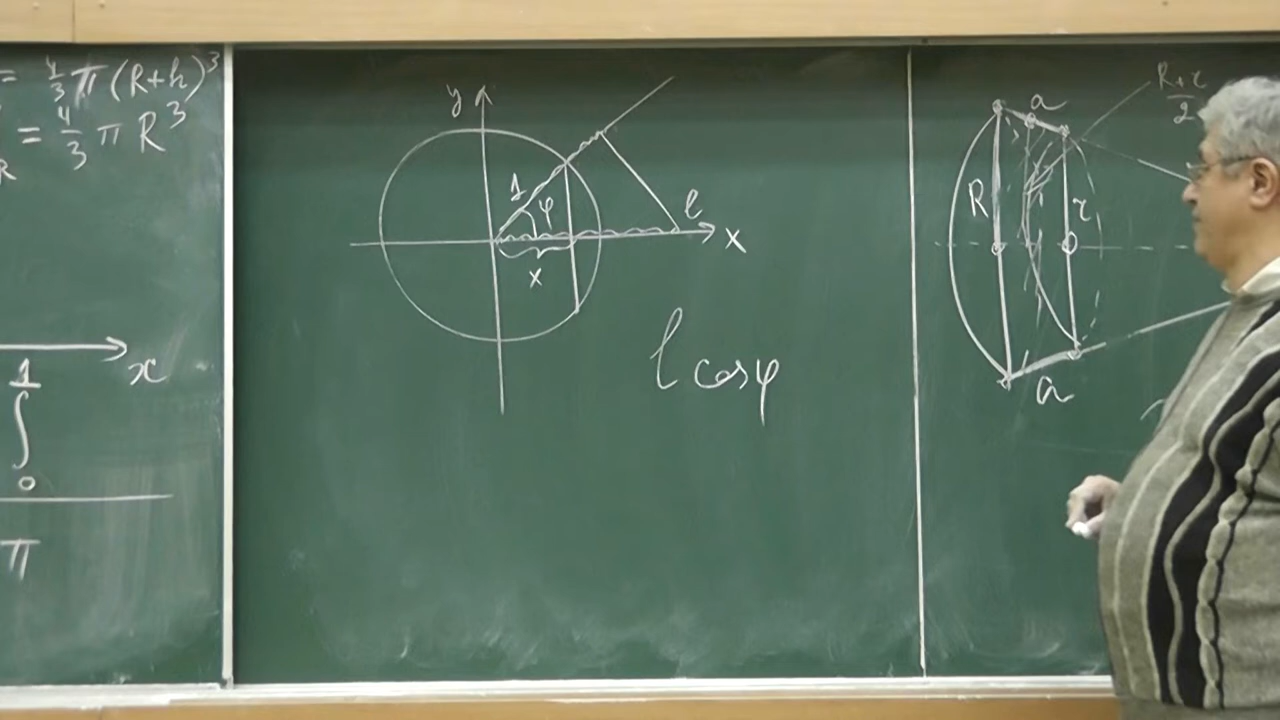 = 4/3 π (R+h)³
R = 4/3 π R³
x
1
∫
0
π
y
1
φ
l
x
x
l cosφ
a
R+r
2
R
r
a